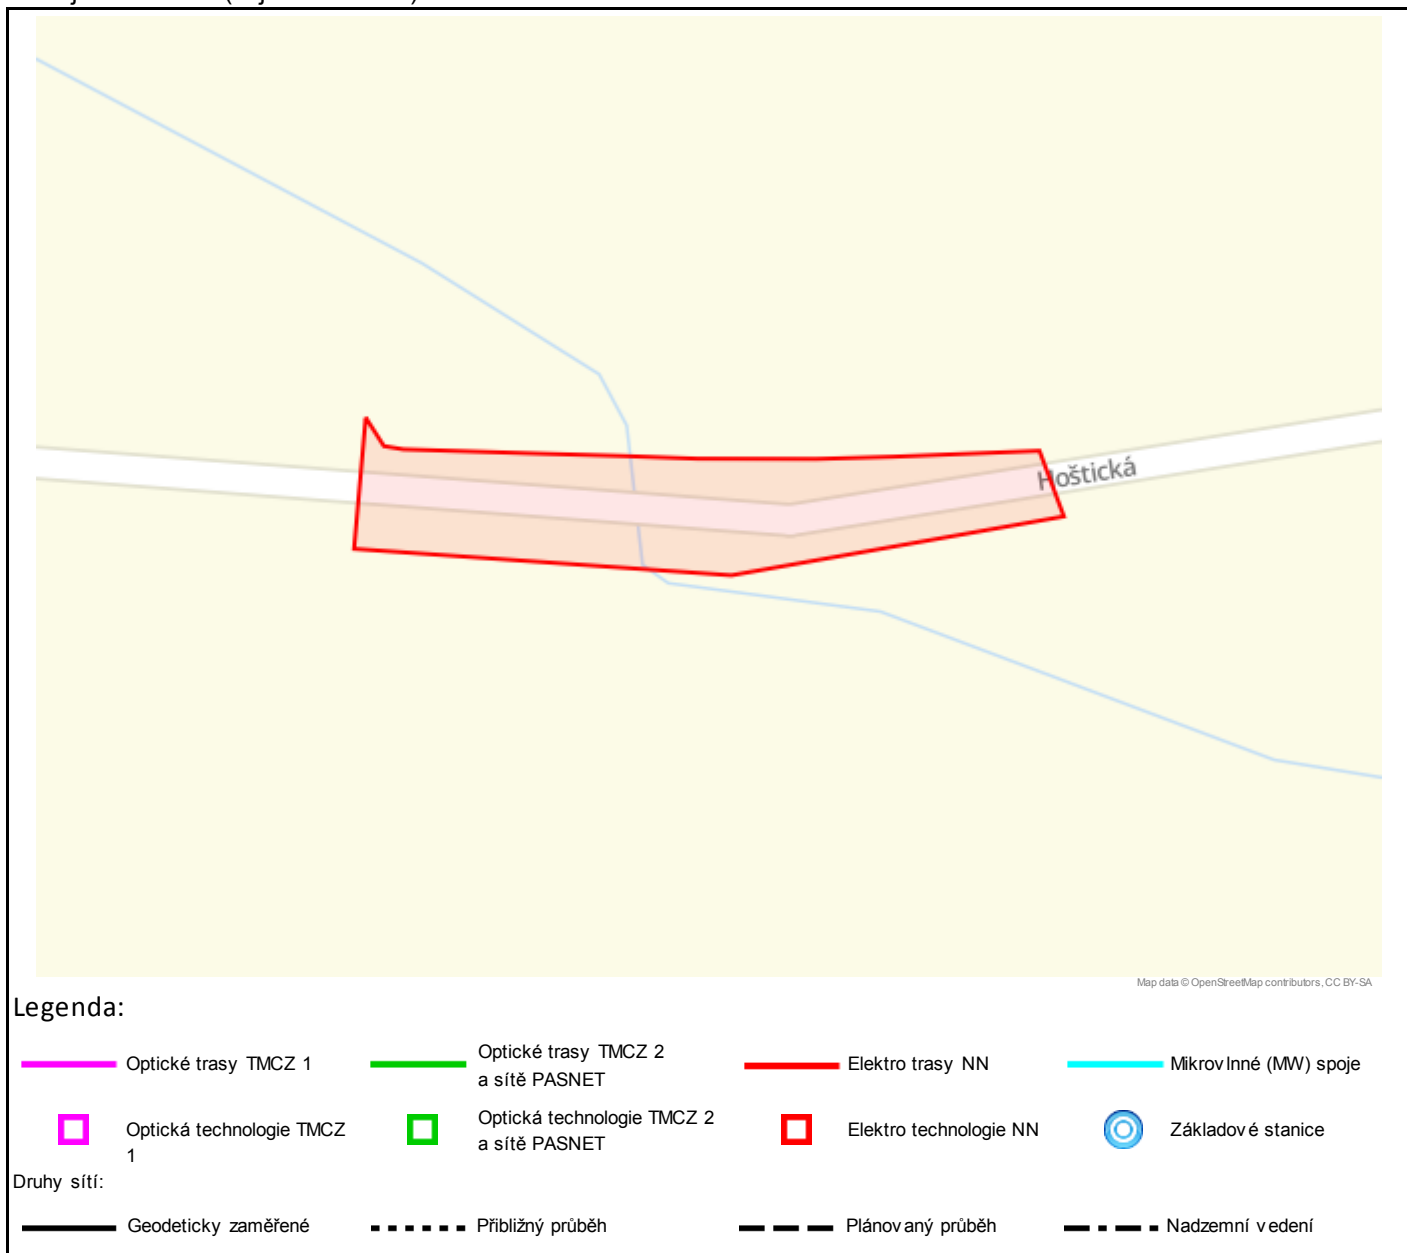 Hoštická
Map data © OpenStreetMap contributors, CC BY-SA
Legenda:
Optické trasy TMCZ 1
Optické trasy TMCZ 2
a sítě PASNET
Elektro trasy NN
Mikrovlnné (MW) spoje
Optická technologie TMCZ
1
Optická technologie TMCZ 2
a sítě PASNET
Elektro technologie NN
Základové stanice
Druhy sítí:
Geodeticky zaměřené
Přibližný průběh
Plánovaný průběh
Nadzemní vedení